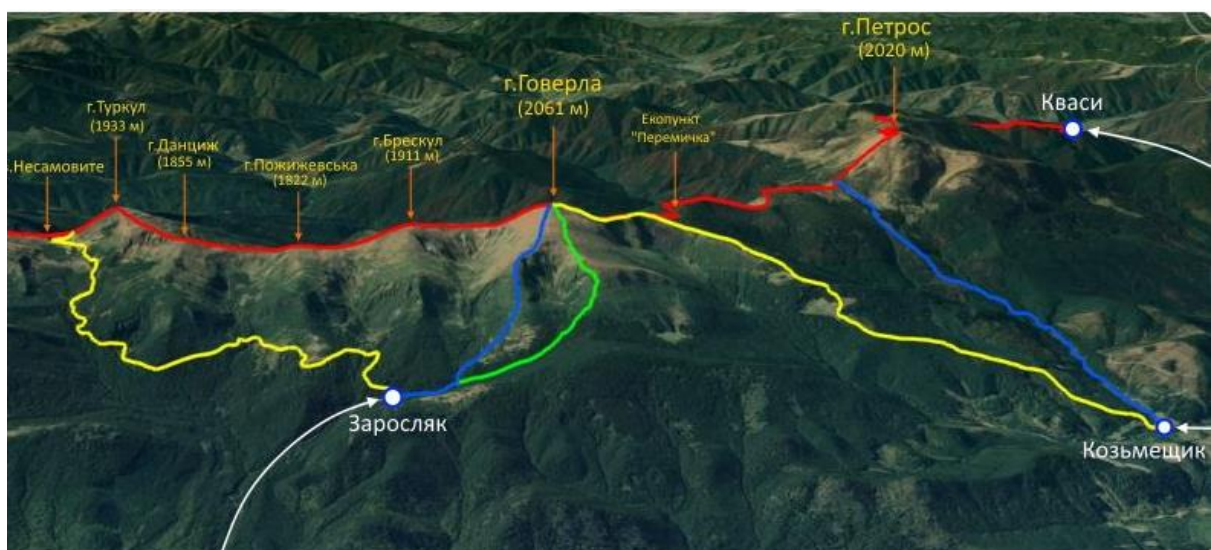 г.Петрос
(2020 м)
г.Говерла
(2061 м)
Кваси
г.Туркул
(1933 м)
Екопункт
"Перемичка"
г.Данциж
(1855 м)
г.Брескул
(1911 м)
.Несамовите
г.Пожижевська
(1822 м)
Заросляк
Козьмещик